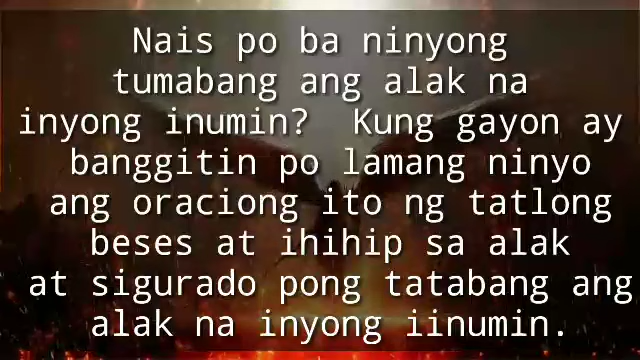 Nais po ba ninyong
tumabang ang alak na
inyong inumin?  Kung gayon ay
banggitin po lamang ninyo
ang oraciong ito ng tatlong
beses at ihihip sa alak
at sigurado pong tatabang ang
alak na inyong iinumin.